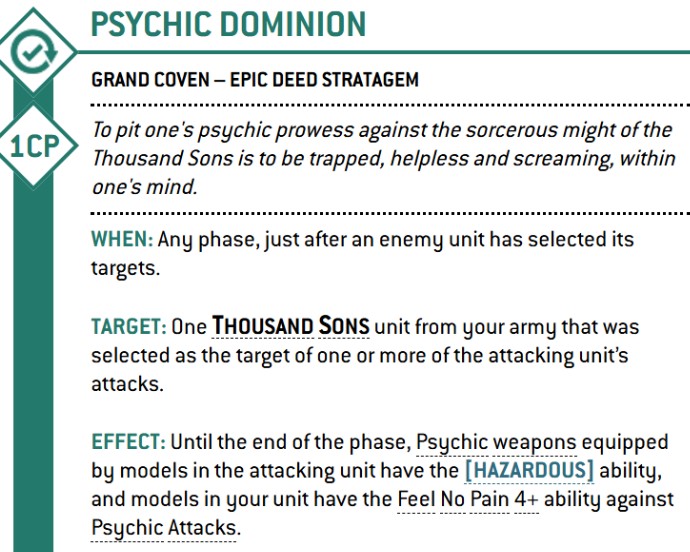 PSYCHIC DOMINION
GRAND COVEN – EPIC DEED STRATAGEM
1CP
To pit one's psychic prowess against the sorcerous might of the
Thousand Sons is to be trapped, helpless and screaming, within
one's mind.
WHEN: Any phase, just after an enemy unit has selected its
targets.
TARGET: One THOUSAND SONS unit from your army that was
selected as the target of one or more of the attacking unit’s
attacks.
EFFECT: Until the end of the phase, Psychic weapons equipped
by models in the attacking unit have the [HAZARDOUS] ability,
and models in your unit have the Feel No Pain 4+ ability against
Psychic Attacks.